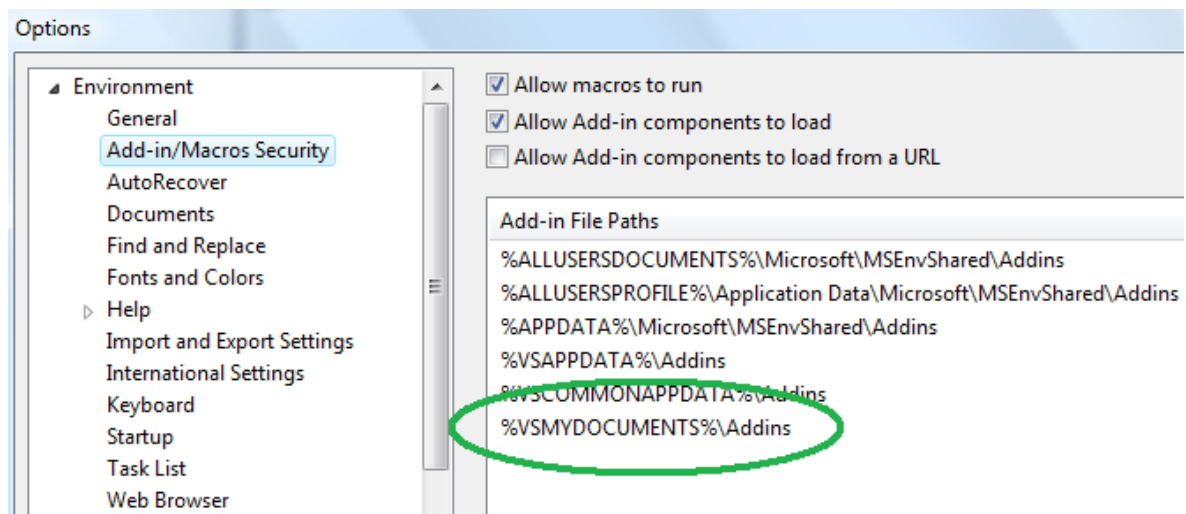 Options
Environment
General
Add-in/Macros Security
AutoRecover
Documents
Find and Replace
Fonts and Colors
Help
Import and Export Settings
International Settings
Keyboard
Startup
Task List
Web Browser
Allow macros to run
Allow Add-in components to load
Allow Add-in components to load from a URL
Add-in File Paths
%ALLUSERSDOCUMENTS%\Microsoft\MSEnvShared\Addins
%ALLUSERSPROFILE%\Application Data\Microsoft\MSEnvShared\Addins
%APPDATA%\Microsoft\MSEnvShared\Addins
%VSAPPDATA%\Addins
%VSCOMMONAPPDATA%\Addins
%VSMYDOCUMENTS%\Addins